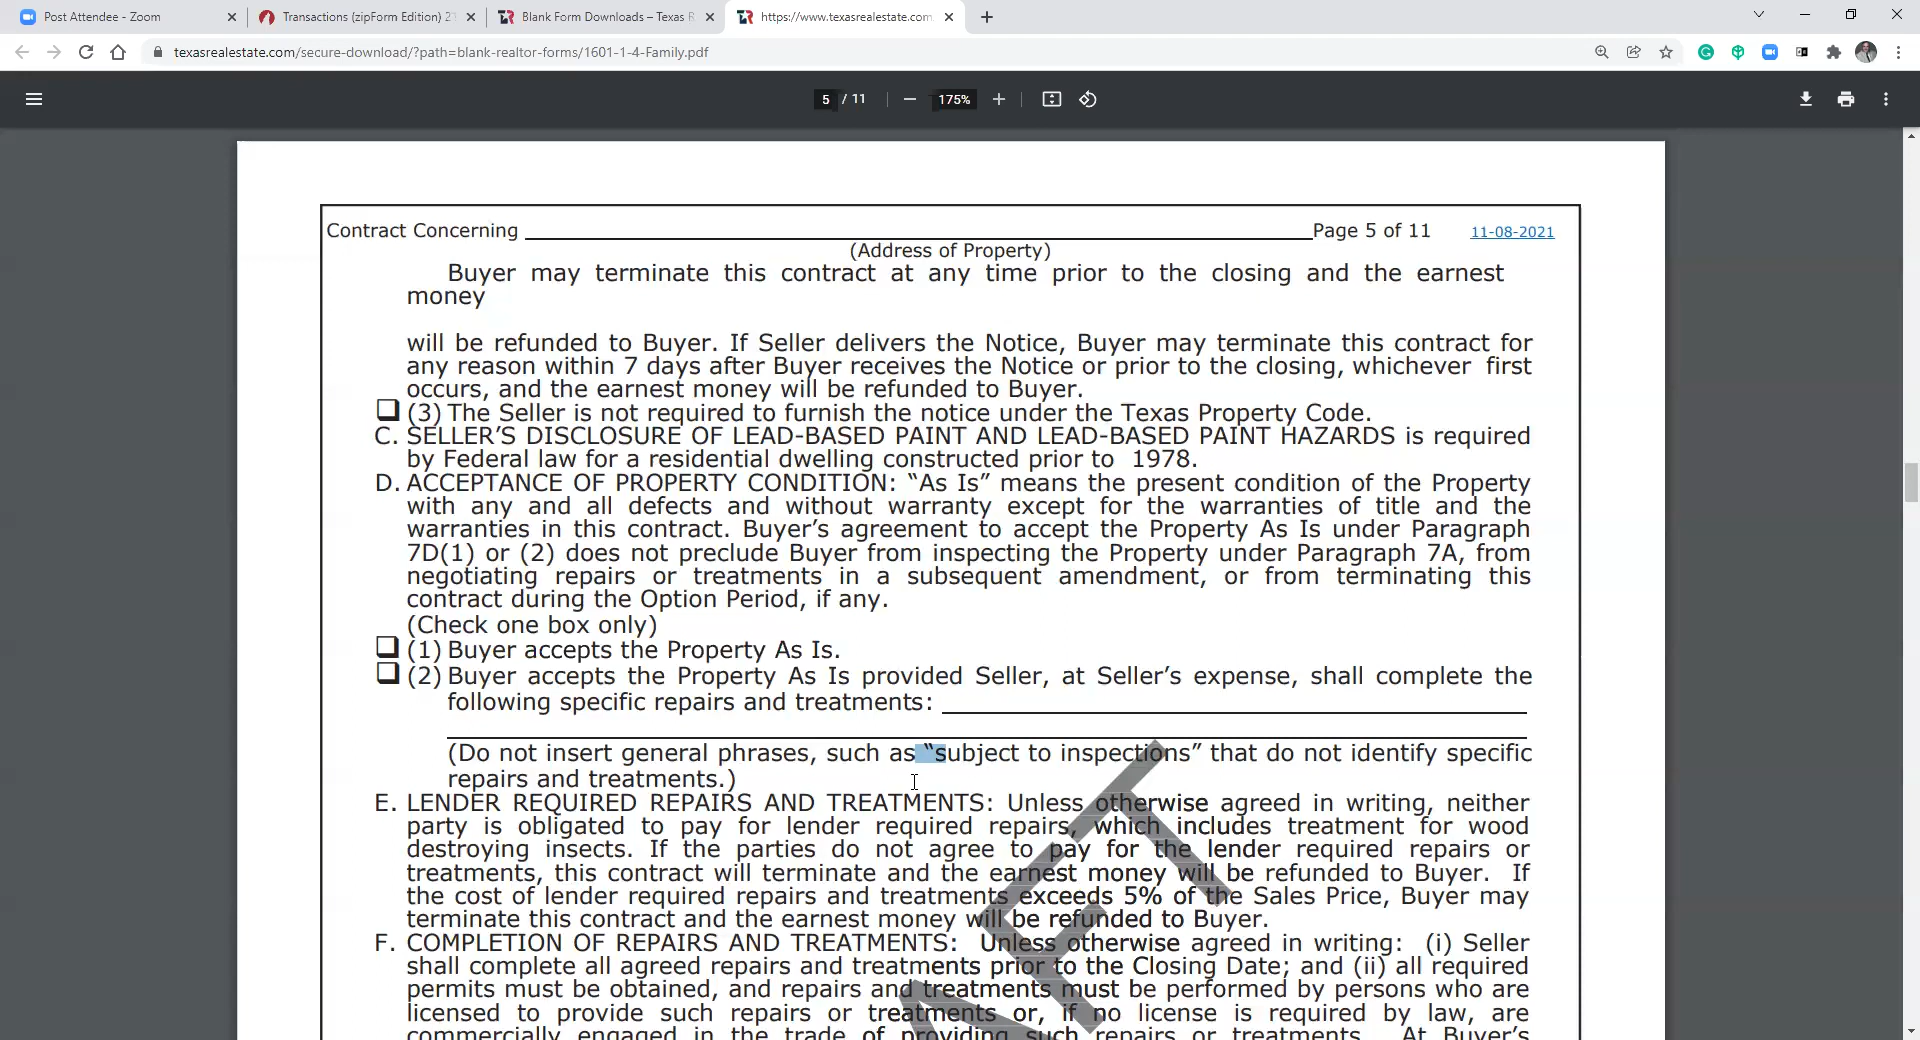 Post Attendee - Zoom
Transactions (zipForm Edition) 2
Blank Form Downloads – Texas R
https://www.texasrealestate.com
texasrealestate.com/secure-download/?path=blank-realtor-forms/1601-1-4-Family.pdf
5 / 11 175%
Contract Concerning Page 5 of 11 11-08-2021
(Address of Property)
Buyer may terminate this contract at any time prior to the closing and the earnest
money
will be refunded to Buyer. If Seller delivers the Notice, Buyer may terminate this contract for
any reason within 7 days after Buyer receives the Notice or prior to the closing, whichever first
occurs, and the earnest money will be refunded to Buyer.
(3) The Seller is not required to furnish the notice under the Texas Property Code.
C. SELLER’S DISCLOSURE OF LEAD-BASED PAINT AND LEAD-BASED PAINT HAZARDS is required
by Federal law for a residential dwelling constructed prior to 1978.
D. ACCEPTANCE OF PROPERTY CONDITION: “As Is” means the present condition of the Property
with any and all defects and without warranty except for the warranties of title and the
warranties in this contract. Buyer’s agreement to accept the Property As Is under Paragraph
7D(1) or (2) does not preclude Buyer from inspecting the Property under Paragraph 7A, from
negotiating repairs or treatments in a subsequent amendment, or from terminating this
contract during the Option Period, if any.
(Check one box only)
(1) Buyer accepts the Property As Is.
(2) Buyer accepts the Property As Is provided Seller, at Seller’s expense, shall complete the
following specific repairs and treatments:
(Do not insert general phrases, such as “subject to inspections” that do not identify specific
repairs and treatments.)
E. LENDER REQUIRED REPAIRS AND TREATMENTS: Unless otherwise agreed in writing, neither
party is obligated to pay for lender required repairs, which includes treatment for wood
destroying insects. If the parties do not agree to pay for the lender required repairs or
treatments, this contract will terminate and the earnest money will be refunded to Buyer. If
the cost of lender required repairs and treatments exceeds 5% of the Sales Price, Buyer may
terminate this contract and the earnest money will be refunded to Buyer.
F. COMPLETION OF REPAIRS AND TREATMENTS: Unless otherwise agreed in writing: (i) Seller
shall complete all agreed repairs and treatments prior to the Closing Date; and (ii) all required
permits must be obtained, and repairs and treatments must be performed by persons who are
licensed to provide such repairs or treatments or, if no license is required by law, are
commercially engaged in the trade of providing such repairs or treatments. At Buyer’s
AFT